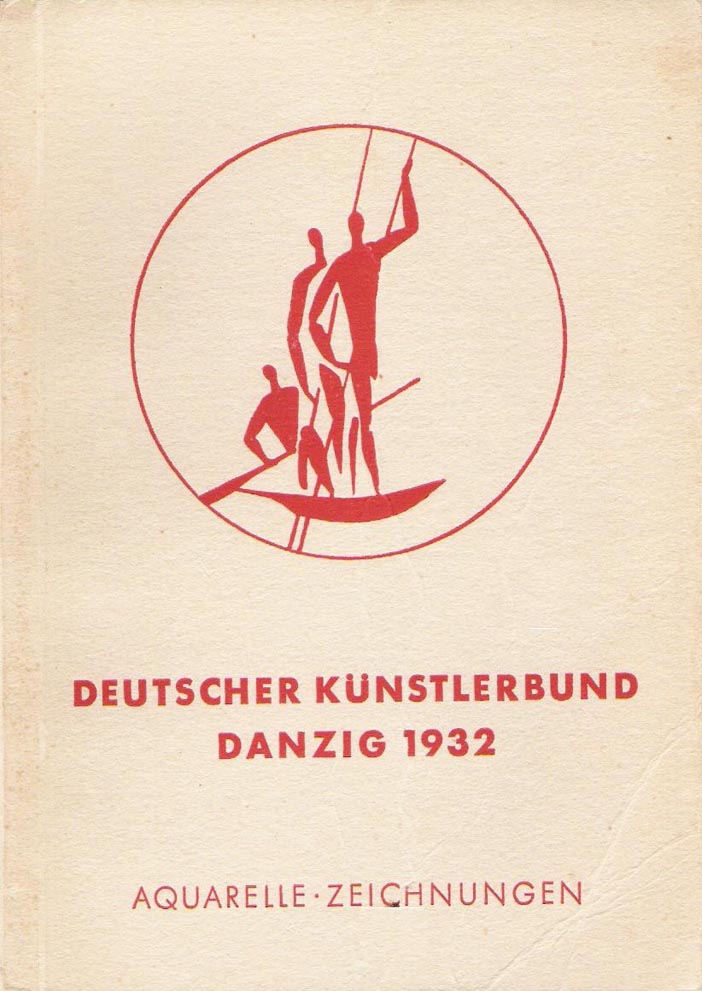 DEUTSCHER KÜNSTLERBUND
DANZIG 1932
AQUARELLE · ZEICHNUNGEN